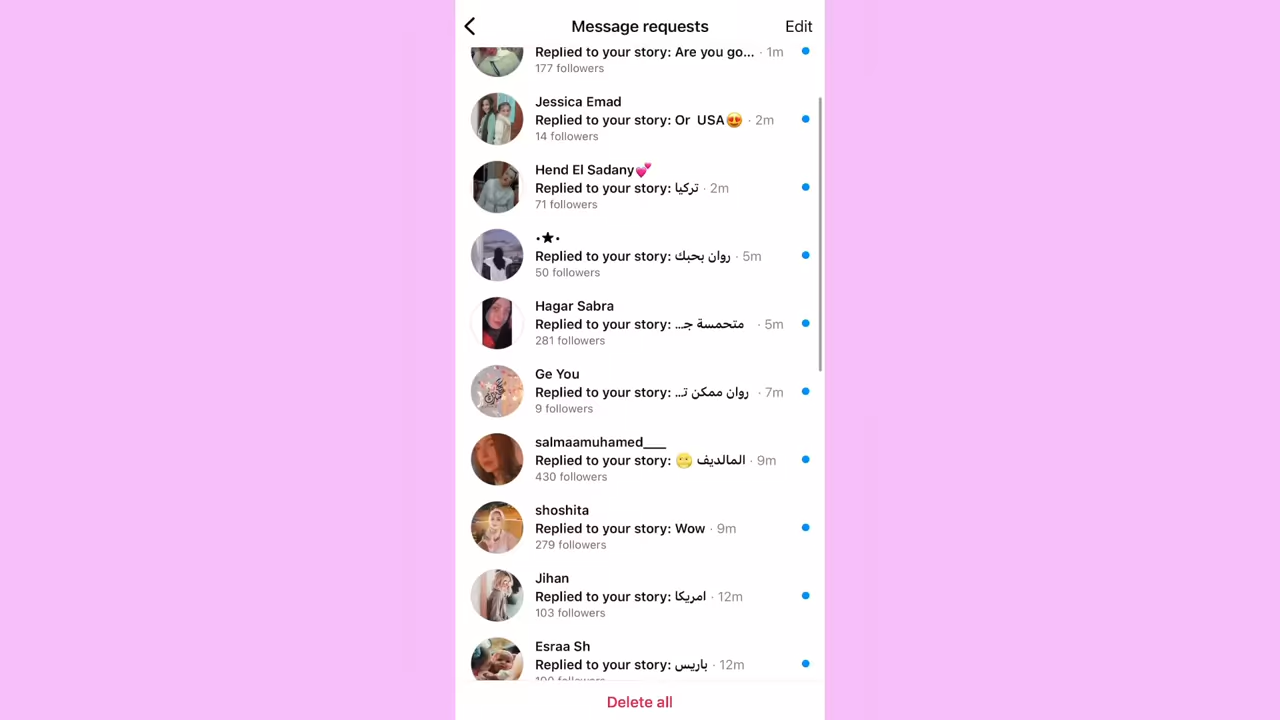 Message requests
Edit
Replied to your story: Are you go... · 1m
177 followers
Jessica Emad
Replied to your story: Or USA😍 · 2m
14 followers
Hend El Sadany💕
Replied to your story: تركيا · 2m
71 followers
•★•
Replied to your story: روان بحبك · 5m
50 followers
Hagar Sabra
Replied to your story: متحمسة جـ... · 5m
281 followers
Ge You
Replied to your story: روان ممكن تـ... · 7m
9 followers
salmaamuhamed____
Replied to your story: المالديف 🙂 · 9m
430 followers
shoshita
Replied to your story: Wow · 9m
279 followers
Jihan
Replied to your story: امريكا · 12m
103 followers
Esraa Sh
Replied to your story: باريس · 12m
followers
Delete all